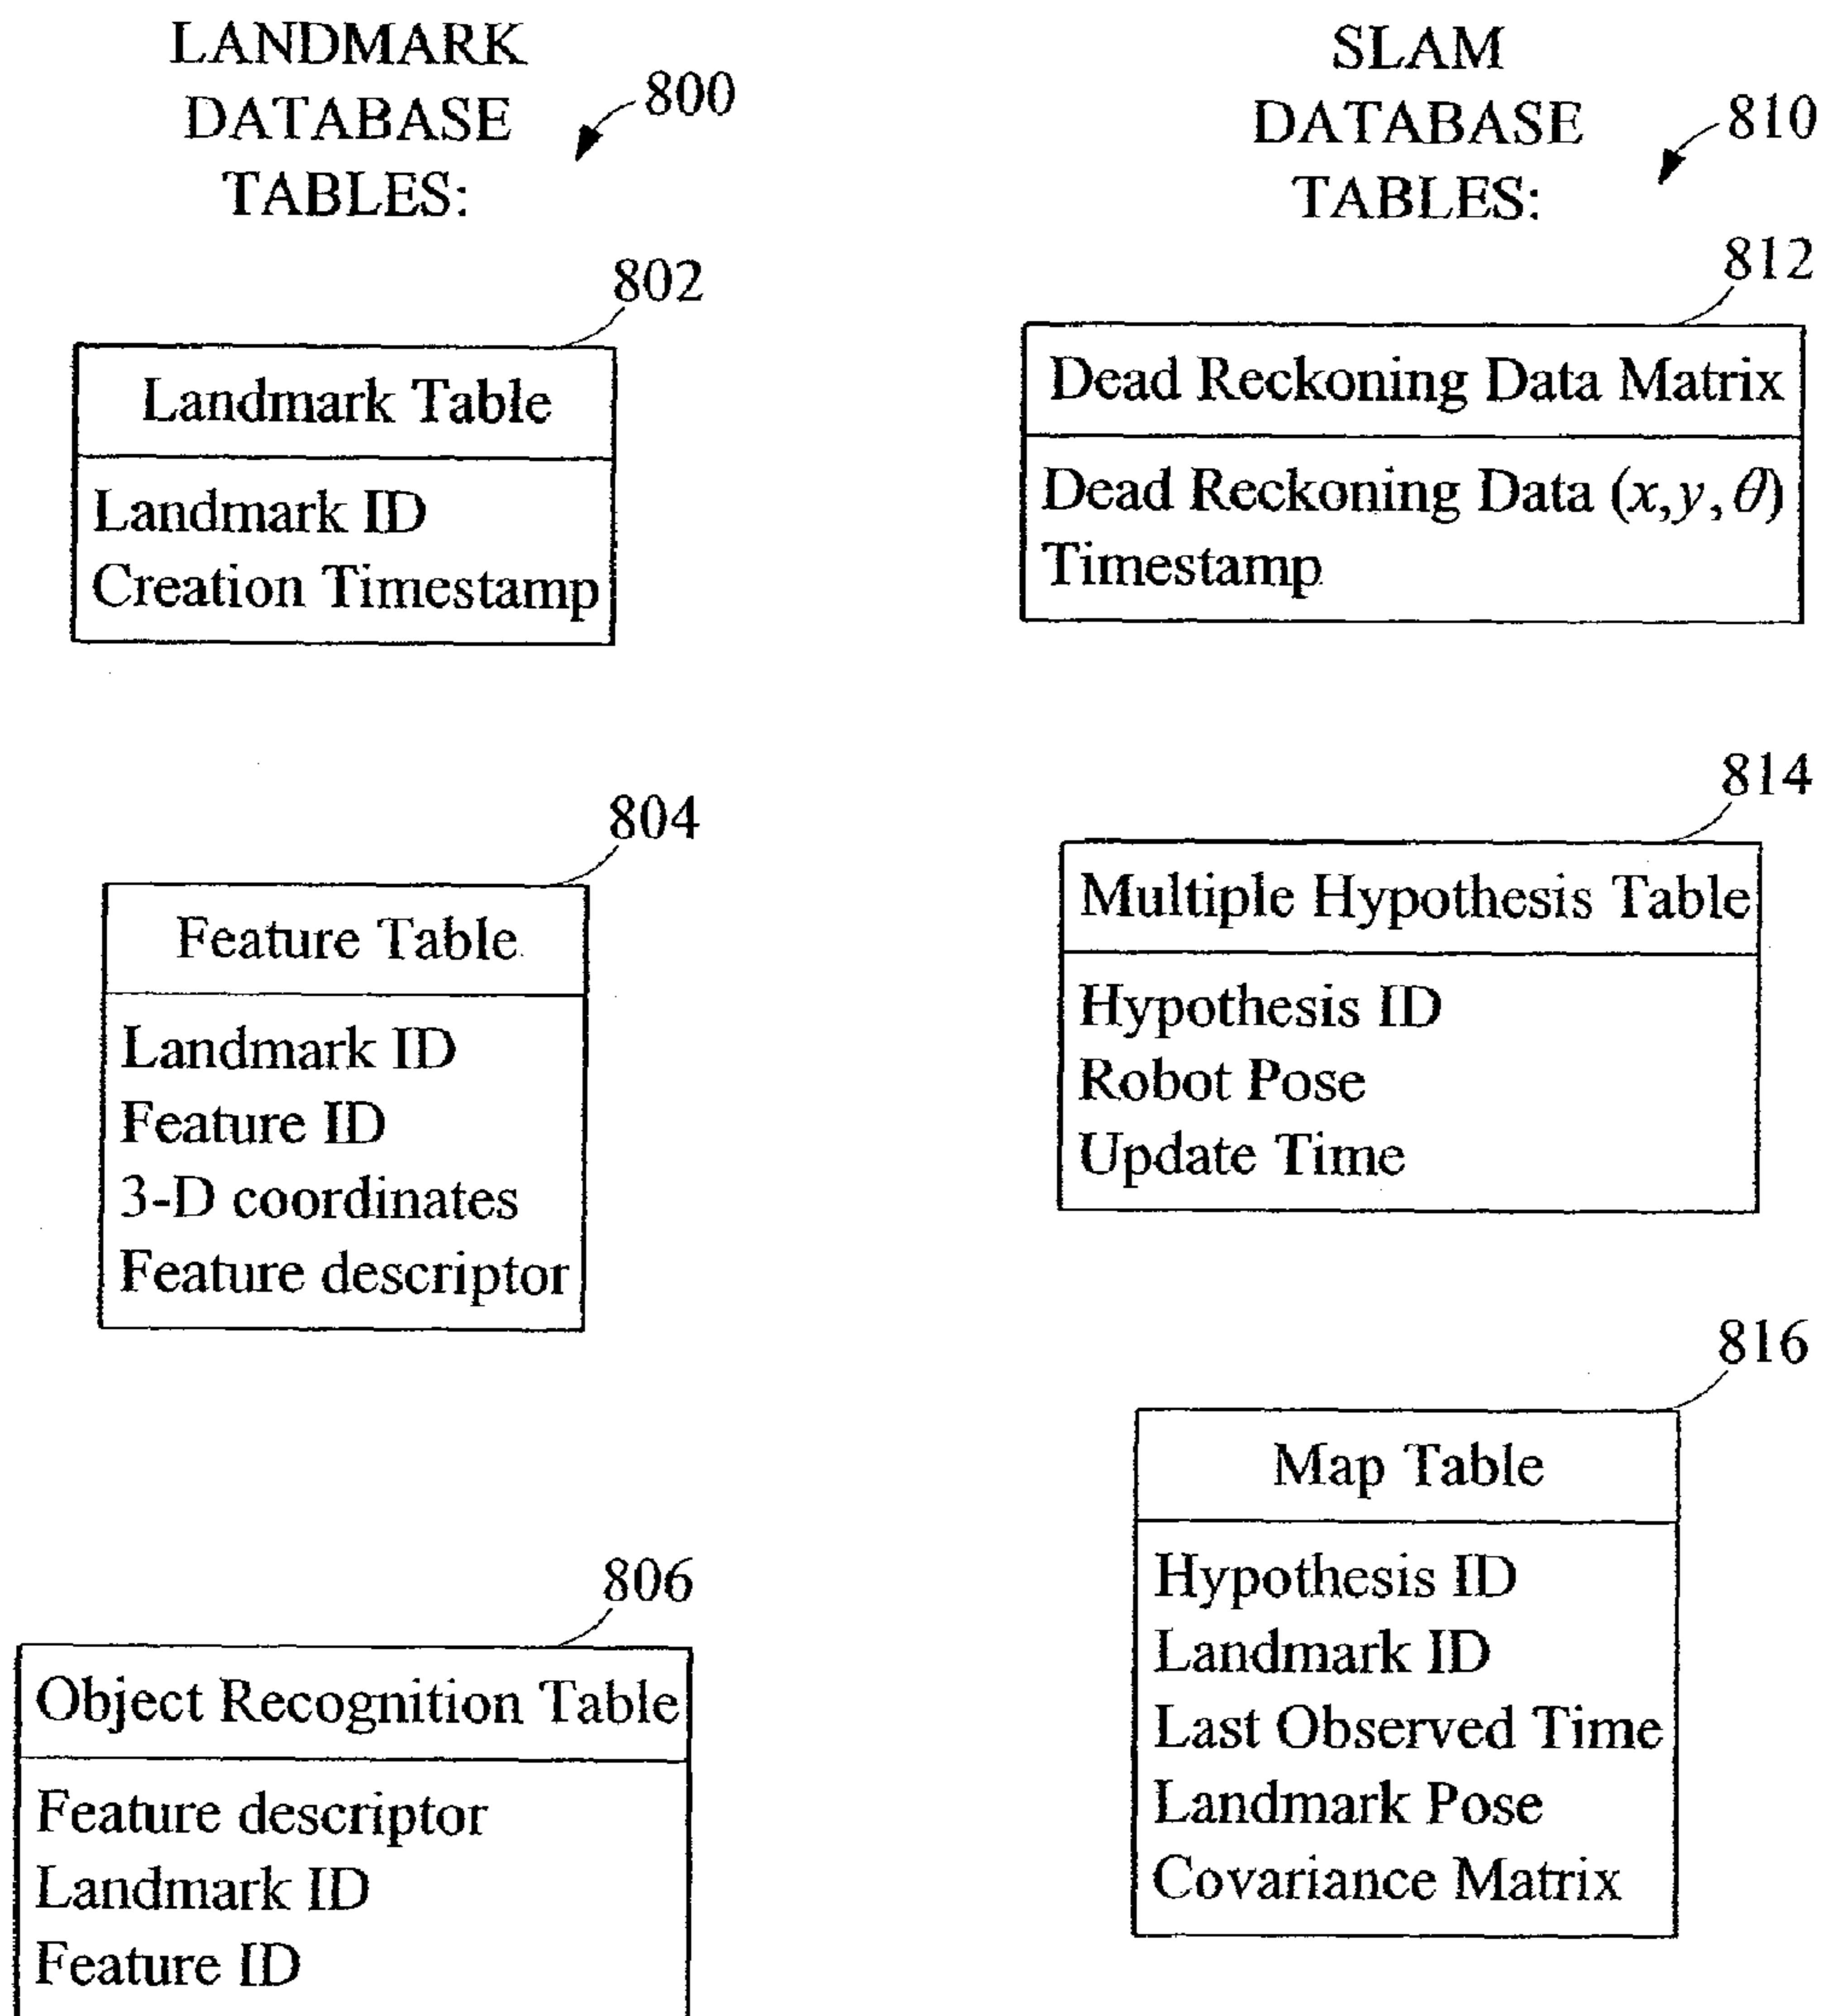 LANDMARK
DATABASE
TABLES:
800
802
Landmark Table
Landmark ID
Creation Timestamp
804
Feature Table
Landmark ID
Feature ID
3-D coordinates
Feature descriptor
806
Object Recognition Table
Feature descriptor
Landmark ID
Feature ID
SLAM
DATABASE
TABLES:
810
812
Dead Reckoning Data Matrix
Dead Reckoning Data (x,y,θ)
Timestamp
814
Multiple Hypothesis Table
Hypothesis ID
Robot Pose
Update Time
816
Map Table
Hypothesis ID
Landmark ID
Last Observed Time
Landmark Pose
Covariance Matrix